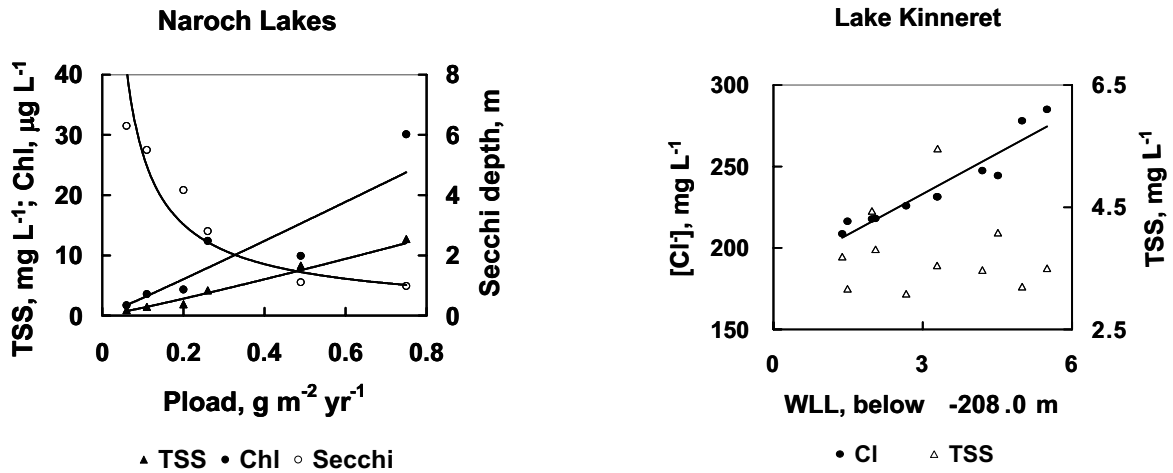 Naroch Lakes
TSS, mg L-1; Chl, µg L-1
40
30
20
10
0
0 0.2 0.4 0.6 0.8
8
6
4
2
0
Secchi depth, m
Pload, g m-2 yr-1
▲ TSS ● Chl ○ Secchi
Lake Kinneret
[Cl-], mg L-1
300
250
200
150
0 3 6
6.5
4.5
2.5
TSS, mg L-1
WLL, below -208.0 m
● Cl △ TSS